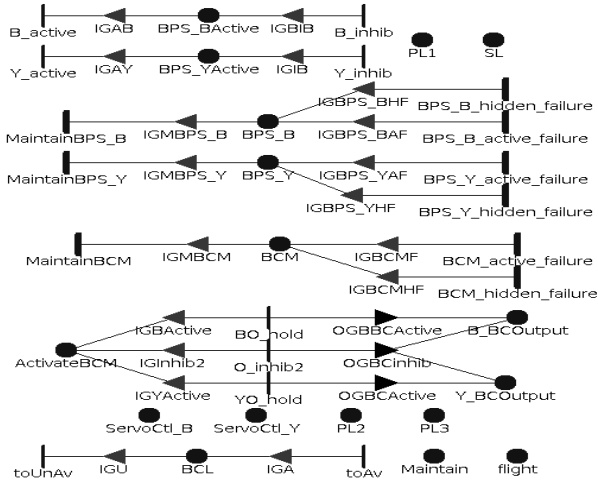 B_active IGAB BPS_BActive IGBIB B_inhib
PL1 SL
Y_active IGAY BPS_YActive IGIB Y_inhib
IGBPS_BHF BPS_B_hidden_failure
MaintainBPS_B IGMBPS_B BPS_B IGBPS_BAF BPS_B_active_failure
MaintainBPS_Y IGMBPS_Y BPS_Y IGBPS_YAF BPS_Y_active_failure
IGBPS_YHF BPS_Y_hidden_failure
MaintainBCM IGMBCM BCM IGBCMF BCM_active_failure
IGBCMHF BCM_hidden_failure
IGBActive BO_hold OGBBCActive B_BCOutput
ActivateBCM IGInhib2 O_inhib2 OGBCinhib
IGYActive YO_hold OGBCActive Y_BCOutput
ServoCtl_B ServoCtl_Y PL2 PL3
toUnAv IGU BCL IGA toAv Maintain flight